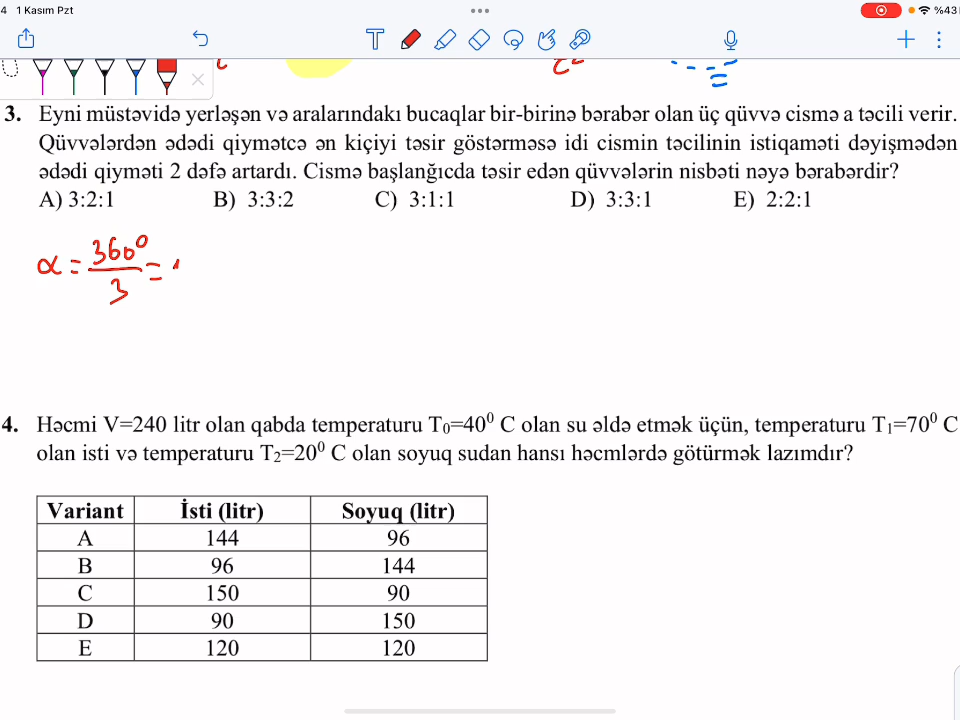 4 1 Kasım Pzt %43
3. Eyni müstəvidə yerləşən və aralarındakı bucaqlar bir-birinə bərabər olan üç qüvvə cismə a təcili verir.
Qüvvələrdən ədədi qiymətcə ən kiçiyi təsir göstərməsə idi cismin təcilinin istiqaməti dəyişmədən
ədədi qiyməti 2 dəfə artardı. Cismə başlanğıcda təsir edən qüvvələrin nisbəti nəyə bərabərdir?
A) 3:2:1 B) 3:3:2 C) 3:1:1 D) 3:3:1 E) 2:2:1
α = 360⁰/3 =
4. Həcmi V=240 litr olan qabda temperaturu T₀=40⁰ C olan su əldə etmək üçün, temperaturu T₁=70⁰ C
olan isti və temperaturu T₂=20⁰ C olan soyuq sudan hansı həcmlərdə götürmək lazımdır?
Variant İsti (litr) Soyuq (litr)
A 144 96
B 96 144
C 150 90
D 90 150
E 120 120